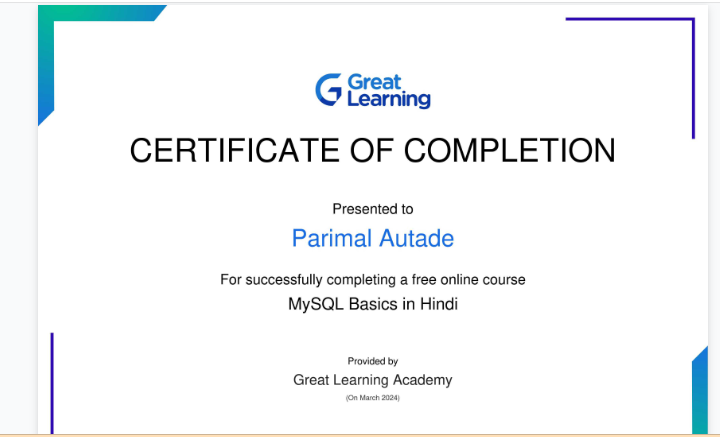 Great
Learning
CERTIFICATE OF COMPLETION
Presented to
Parimal Autade
For successfully completing a free online course
MySQL Basics in Hindi
Provided by
Great Learning Academy
(On March 2024)